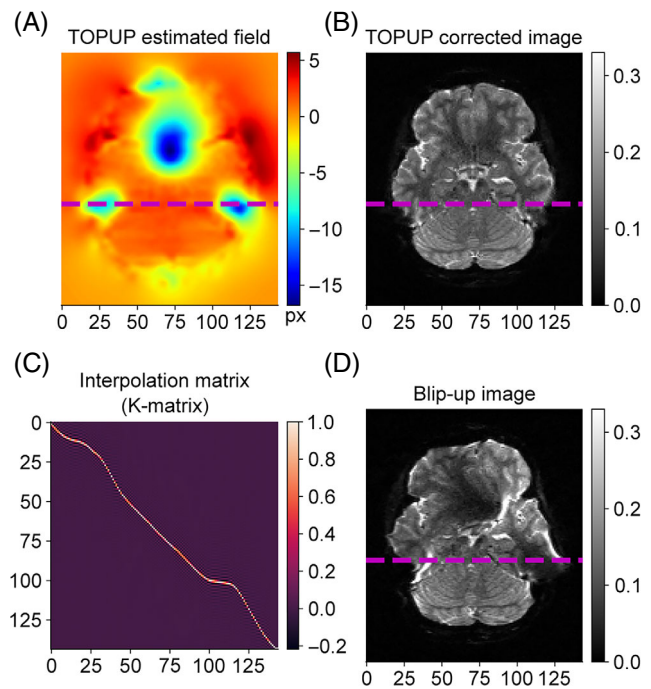 (A)
TOPUP estimated field
5
0
−5
−10
−15
px
0 25 50 75 100 125
(B)
TOPUP corrected image
0.3
0.2
0.1
0.0
0 25 50 75 100 125
(C)
Interpolation matrix
(K-matrix)
0
25
50
75
100
125
0 25 50 75 100 125
1.0
0.8
0.6
0.4
0.2
0.0
−0.2
(D)
Blip-up image
0.3
0.2
0.1
0.0
0 25 50 75 100 125